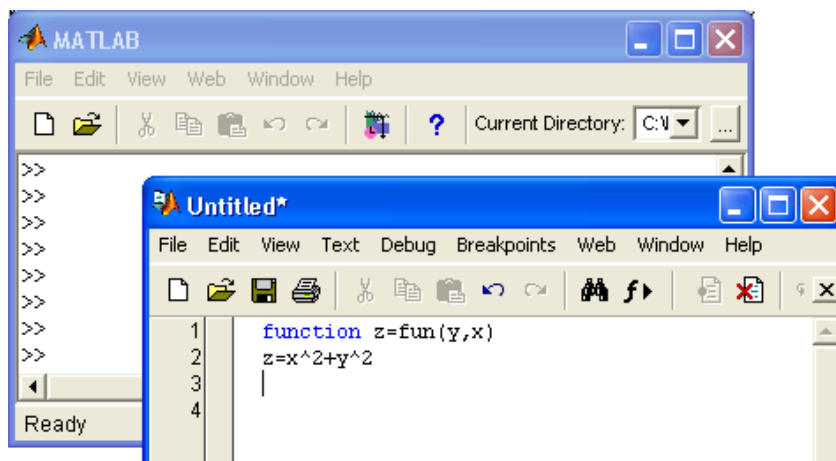 MATLAB
File Edit View Web Window Help
? Current Directory: C:\ ...
>>
>>
>>
>>
>>
>>
>>
>>
Ready
Untitled*
File Edit View Text Debug Breakpoints Web Window Help
1 function z=fun(y,x)
2 z=x^2+y^2
3
4